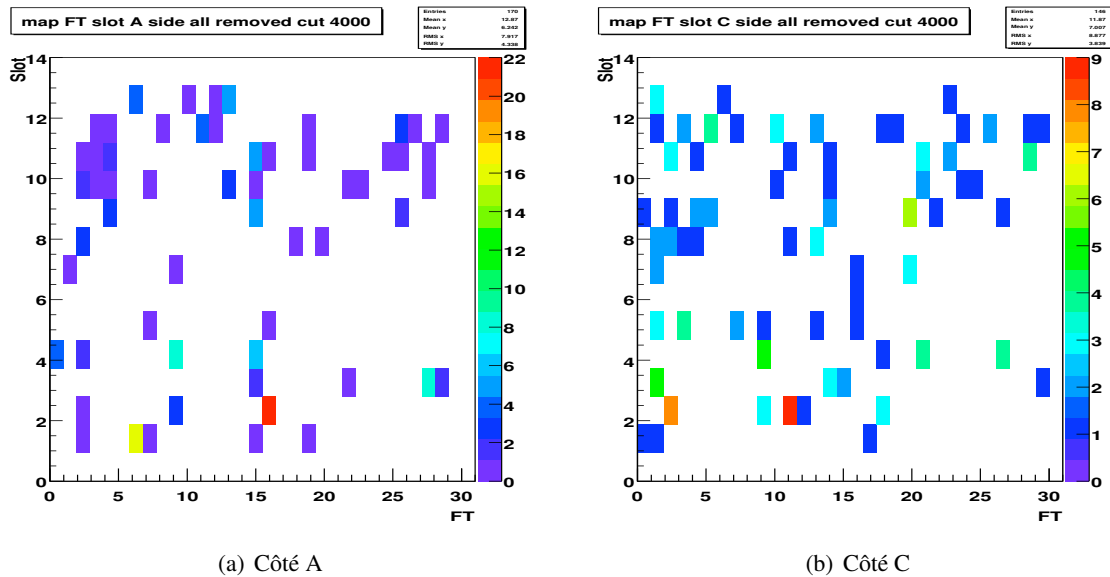 map FT slot A side all removed cut 4000
Entries 170
Mean x 12.87
Mean y 6.242
RMS x 7.917
RMS y 4.338
Slot
14
12
10
8
6
4
2
0
0 5 10 15 20 25 30
FT
22
20
18
16
14
12
10
8
6
4
2
0
(a) Côté A
map FT slot C side all removed cut 4000
Entries 146
Mean x 11.87
Mean y 7.007
RMS x 8.877
RMS y 3.839
Slot
14
12
10
8
6
4
2
0
0 5 10 15 20 25 30
FT
9
8
7
6
5
4
3
2
1
0
(b) Côté C